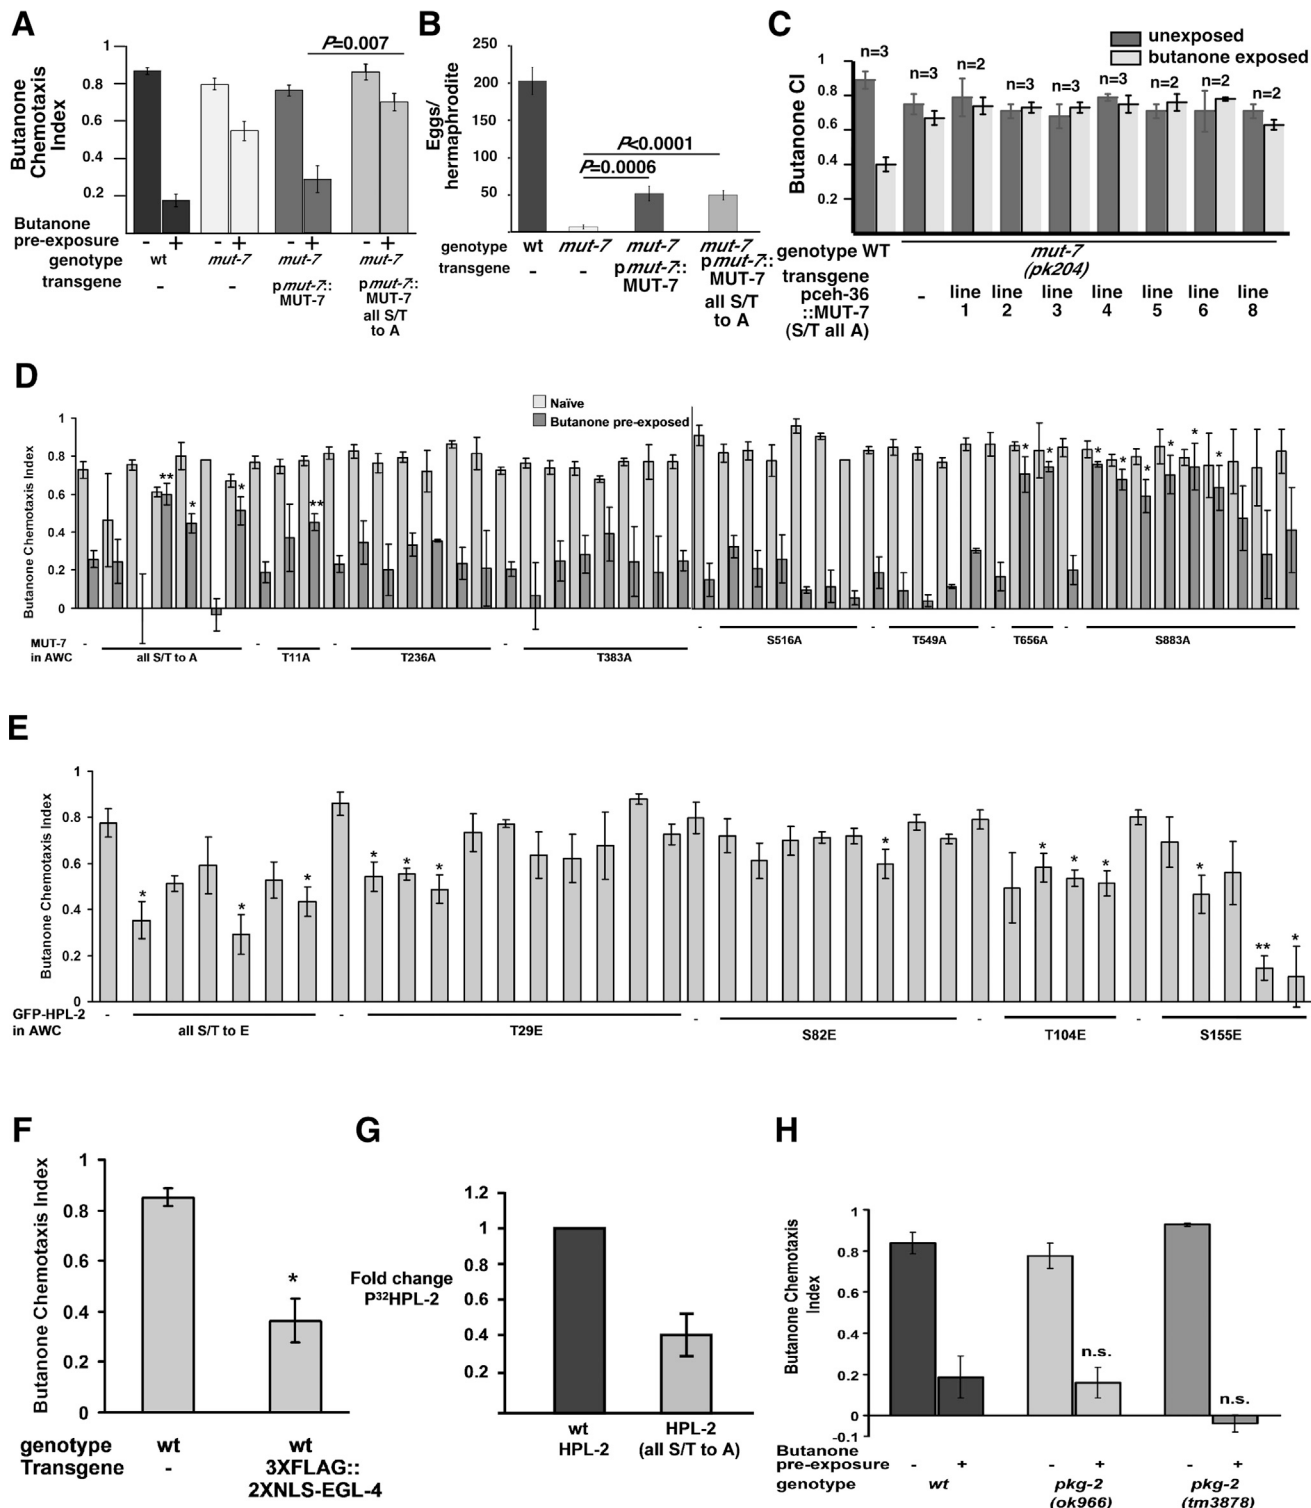 A
Butanone
Chemotaxis
Index
1
0.8
0.6
0.4
0.2
P=0.007
Butanone
pre-exposure - + - + - + - +
genotype wt mut-7 mut-7 mut-7
transgene - - pmut-7:: MUT-7 pmut-7:: MUT-7 all S/T to A
B
Eggs/
hermaphrodite
250
200
150
100
50
P<0.0001
P=0.0006
genotype wt mut-7 mut-7 mut-7
transgene - - pmut-7:: MUT-7 pmut-7:: MUT-7 all S/T to A
C
unexposed
butanone exposed
Butanone CI
1
0.8
0.6
0.4
0.2
n=3 n=3 n=2 n=3 n=3 n=3 n=2 n=2 n=2
genotype WT mut-7
(pk204)
transgene
pceh-36
::MUT-7
(S/T all A)
- line 1 line 2 line 3 line 4 line 5 line 6 line 8
D
Naïve
Butanone pre-exposed
Butanone Chemotaxis Index
1
0.8
0.6
0.4
0.2
0
** * * ** * * * * * * * *
MUT-7
in AWC
- all S/T to A - T11A - T236A - T383A - S516A - T549A - T656A - S883A
E
Butanone Chemotaxis Index
1
0.8
0.6
0.4
0.2
0
* * * * * * * * * * * ** *
GFP-HPL-2
in AWC
- all S/T to E - T29E - S82E - T104E - S155E
F
Butanone Chemotaxis Index
1
0.8
0.6
0.4
0.2
0
*
genotype wt wt
Transgene - 3XFLAG::
2XNLS-EGL-4
G
Fold change
P³²HPL-2
1.2
1
0.8
0.6
0.4
0.2
wt
HPL-2
HPL-2
(all S/T to A)
H
Butanone Chemotaxis
Index
1
0.8
0.6
0.4
0.2
0
-0.1
n.s.
n.s.
Butanone
pre-exposure - + - + - +
genotype wt pkg-2 pkg-2
(ok966) (tm3878)